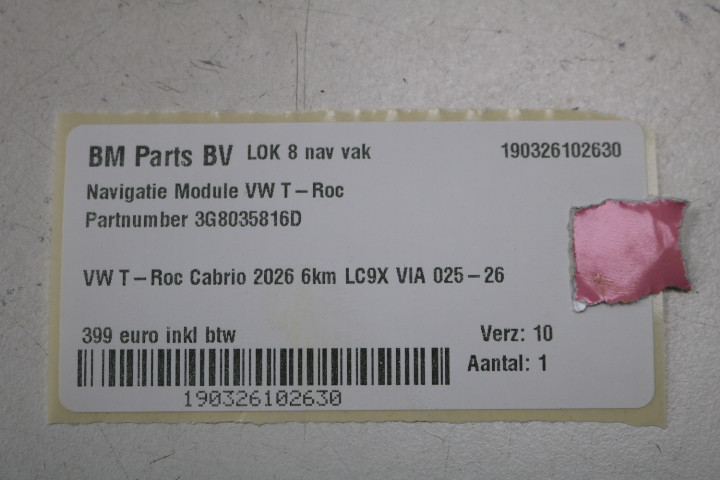 BM Parts BV LOK 8 nav vak 190326102630
Navigatie Module VW T-Roc
Partnumber 3G8035816D
VW T-Roc Cabrio 2026 6km LC9X VIA 025-26
399 euro inkl btw Verz: 10
Aantal: 1
190326102630